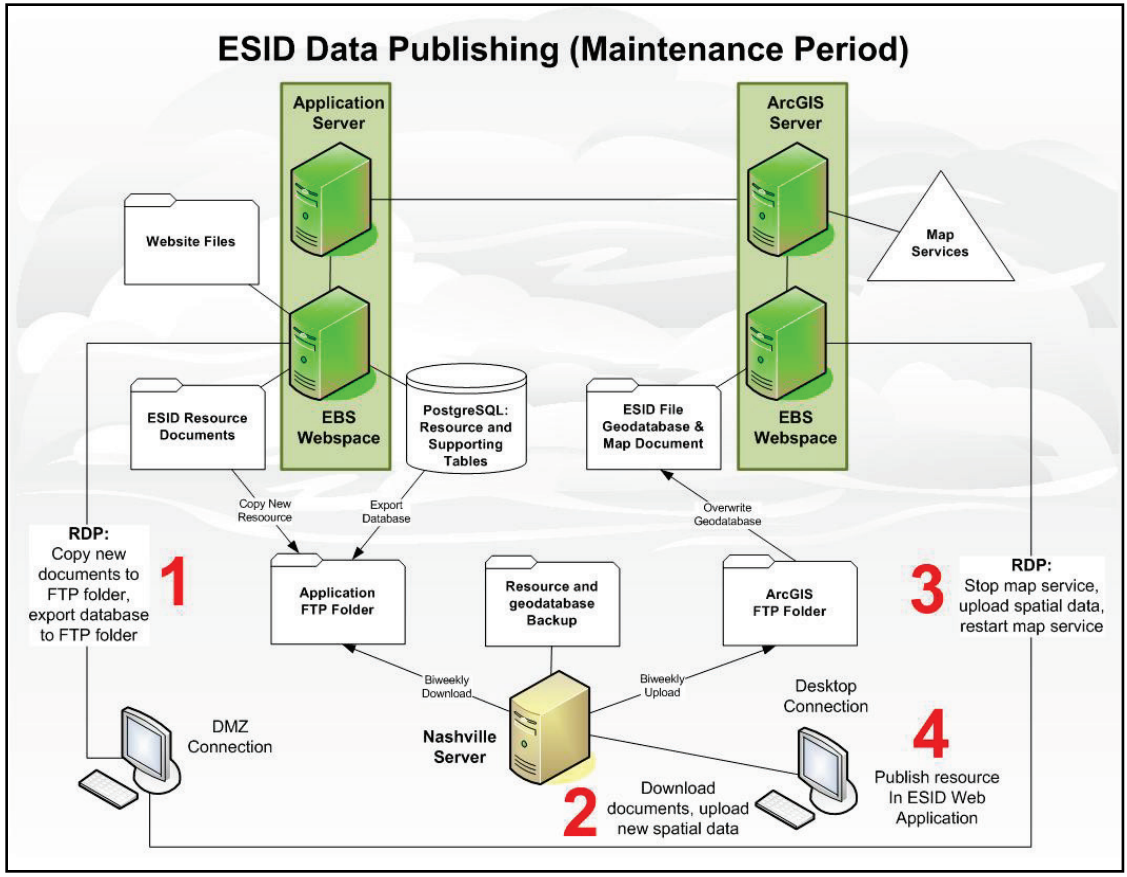 ESID Data Publishing (Maintenance Period)
Application
Server
ArcGIS
Server
Website Files
Map
Services
ESID Resource
Documents
EBS
Webspace
PostgreSQL:
Resource and
Supporting
Tables
ESID File
Geodatabase &
Map Document
EBS
Webspace
Copy New
Resoource
Export
Database
Overwrite
Geodatabase
RDP:
Copy new
documents to
FTP folder,
export database
to FTP folder
1
Application
FTP Folder
Resource and
geodatabase
Backup
ArcGIS
FTP Folder
3
RDP:
Stop map service,
upload spatial data,
restart map service
Biweekly
Download
Biweekly
Upload
DMZ
Connection
Nashville
Server
Desktop
Connection
4
Publish resource
In ESID Web
Application
2
Download
documents, upload
new spatial data